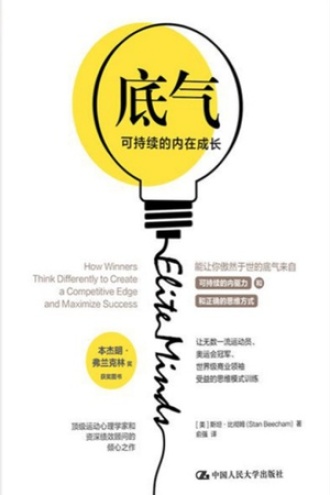 底气
可持续的内在成长
How Winners
Think Differently to Create
a Competitive Edge
and Maximize Success
Elite Minds
能让你傲然于世的底气来自
可持续的内驱力 和
和正确的思维方式
本杰明·
弗兰克林奖
获奖图书
让无数一流运动员、
奥运会冠军、
世界级商业领袖
受益的思维模式训练
顶级运动心理学家和
资深绩效顾问的
倾心之作
[美] 斯坦·比彻姆 (Stan Beecham) 著
俞强 译
中国人民大学出版社